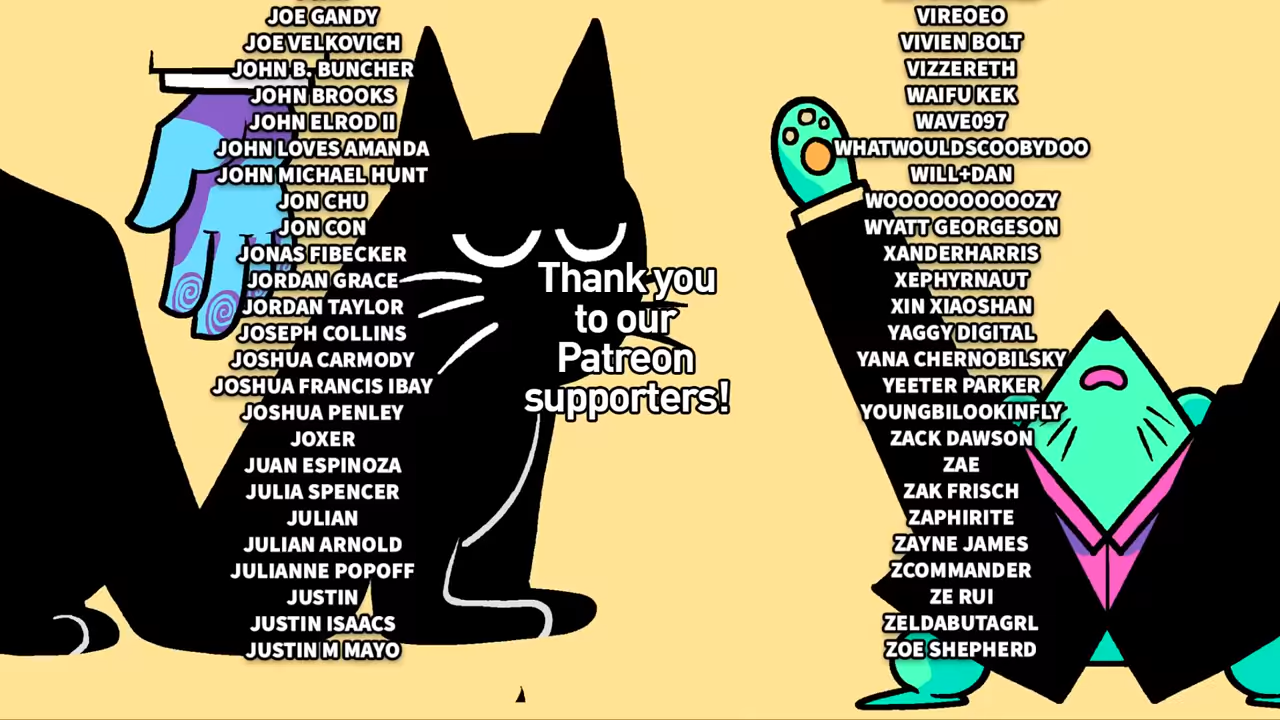 JOE GANDY
JOE VELKOVICH
JOHN B. BUNCHER
JOHN BROOKS
JOHN ELROD II
JOHN LOVES AMANDA
JOHN MICHAEL HUNT
JON CHU
JON CON
JONAS FIBECKER
JORDAN GRACE
JORDAN TAYLOR
JOSEPH COLLINS
JOSHUA CARMODY
JOSHUA FRANCIS IBAY
JOSHUA PENLEY
JOXER
JUAN ESPINOZA
JULIA SPENCER
JULIAN
JULIAN ARNOLD
JULIANNE POPOFF
JUSTIN
JUSTIN ISAACS
JUSTIN M MAYO
Thank you
to our
Patreon
supporters!
VIREOEO
VIVIEN BOLT
VIZZERETH
WAIFU KEK
WAVE097
WHATWOULDSCOOBYDOO
WILL+DAN
WOOOOOOOOOOZY
WYATT GEORGESON
XANDERHARRIS
XEPHYRNAUT
XIN XIAOSHAN
YAGGY DIGITAL
YANA CHERNOBILSKY
YEETER PARKER
YOUNGBILOOKINFLY
ZACK DAWSON
ZAE
ZAK FRISCH
ZAPHIRITE
ZAYNE JAMES
ZCOMMANDER
ZE RUI
ZELDABUTAGRL
ZOE SHEPHERD